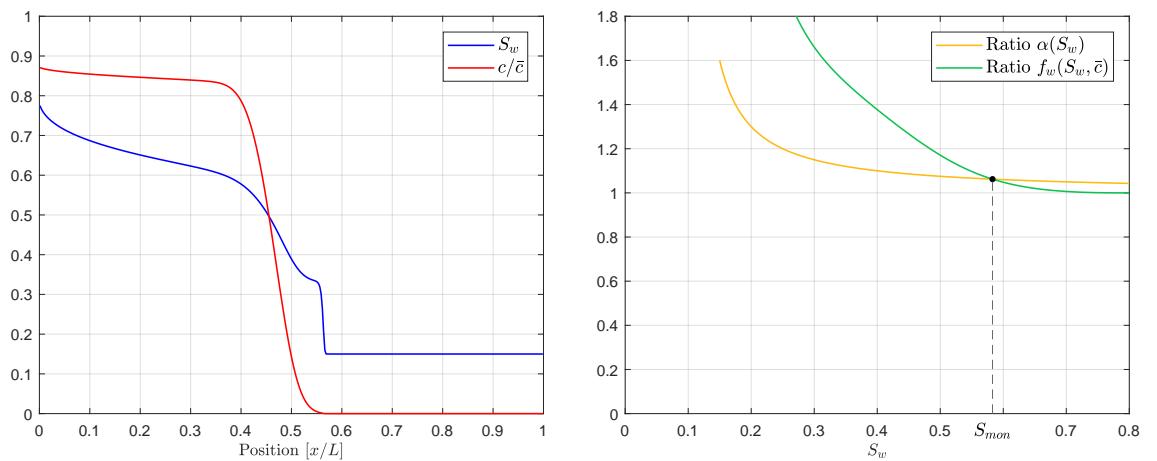 1
0.9
0.8
0.7
0.6
0.5
0.4
0.3
0.2
0.1
0
S_w
c/c̄
0 0.1 0.2 0.3 0.4 0.5 0.6 0.7 0.8 0.9 1
Position [x/L]
1.8
1.6
1.4
1.2
1
0.8
0.6
0.4
0.2
0
Ratio α(S_w)
Ratio f_w(S_w, c̄)
0 0.1 0.2 0.3 0.4 0.5 S_mon 0.7 0.8
S_w